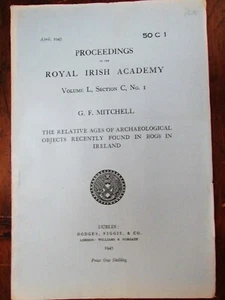 April, 1945
50 C 1
PROCEEDINGS
OF THE
ROYAL IRISH ACADEMY
VOLUME L, SECTION C, NO. 1
G. F. MITCHELL
THE RELATIVE AGES OF ARCHAEOLOGICAL
OBJECTS RECENTLY FOUND IN BOGS IN
IRELAND
DUBLIN:
HODGES, FIGGIS, & CO.
LONDON: WILLIAMS & NORGATE
1945
Price One Shilling